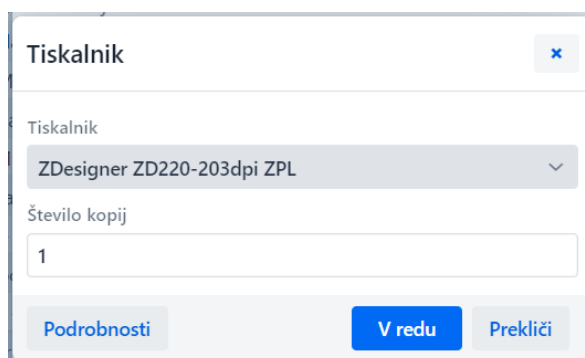 Tiskalnik
Tiskalnik
ZDesigner ZD220-203dpi ZPL
Število kopij
1
Podrobnosti
V redu
Prekliči